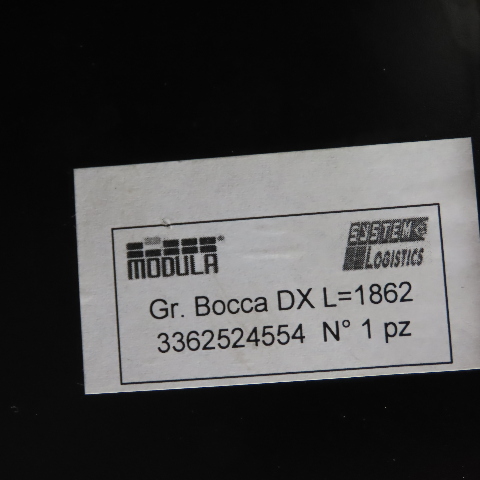 MODULA
SYSTEM
LOGISTICS
Gr. Bocca DX L=1862
3362524554 N° 1 pz